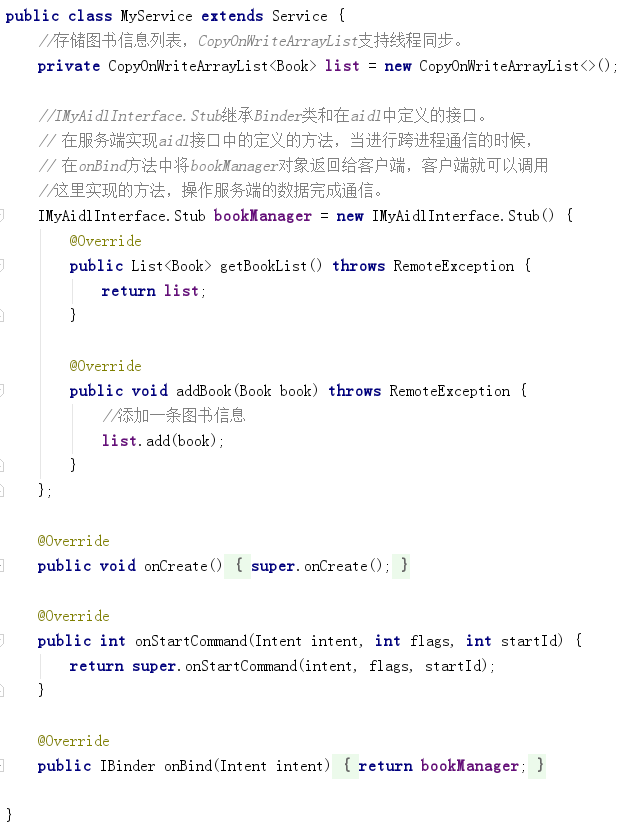 public class MyService extends Service {
//存储图书信息列表，CopyOnWriteArrayList支持线程同步。
private CopyOnWriteArrayList<Book> list = new CopyOnWriteArrayList<>();
//IMyAidlInterface.Stub继承Binder类和在aidl中定义的接口。
// 在服务端实现aidl接口中的定义的方法，当进行跨进程通信的时候，
// 在onBind方法中将bookManager对象返回给客户端，客户端就可以调用
//这里实现的方法，操作服务端的数据完成通信。
IMyAidlInterface.Stub bookManager = new IMyAidlInterface.Stub() {
@Override
public List<Book> getBookList() throws RemoteException {
return list;
}
@Override
public void addBook(Book book) throws RemoteException {
//添加一条图书信息
list.add(book);
}
};
@Override
public void onCreate() { super.onCreate(); }
@Override
public int onStartCommand(Intent intent, int flags, int startId) {
return super.onStartCommand(intent, flags, startId);
}
@Override
public IBinder onBind(Intent intent) { return bookManager; }
}